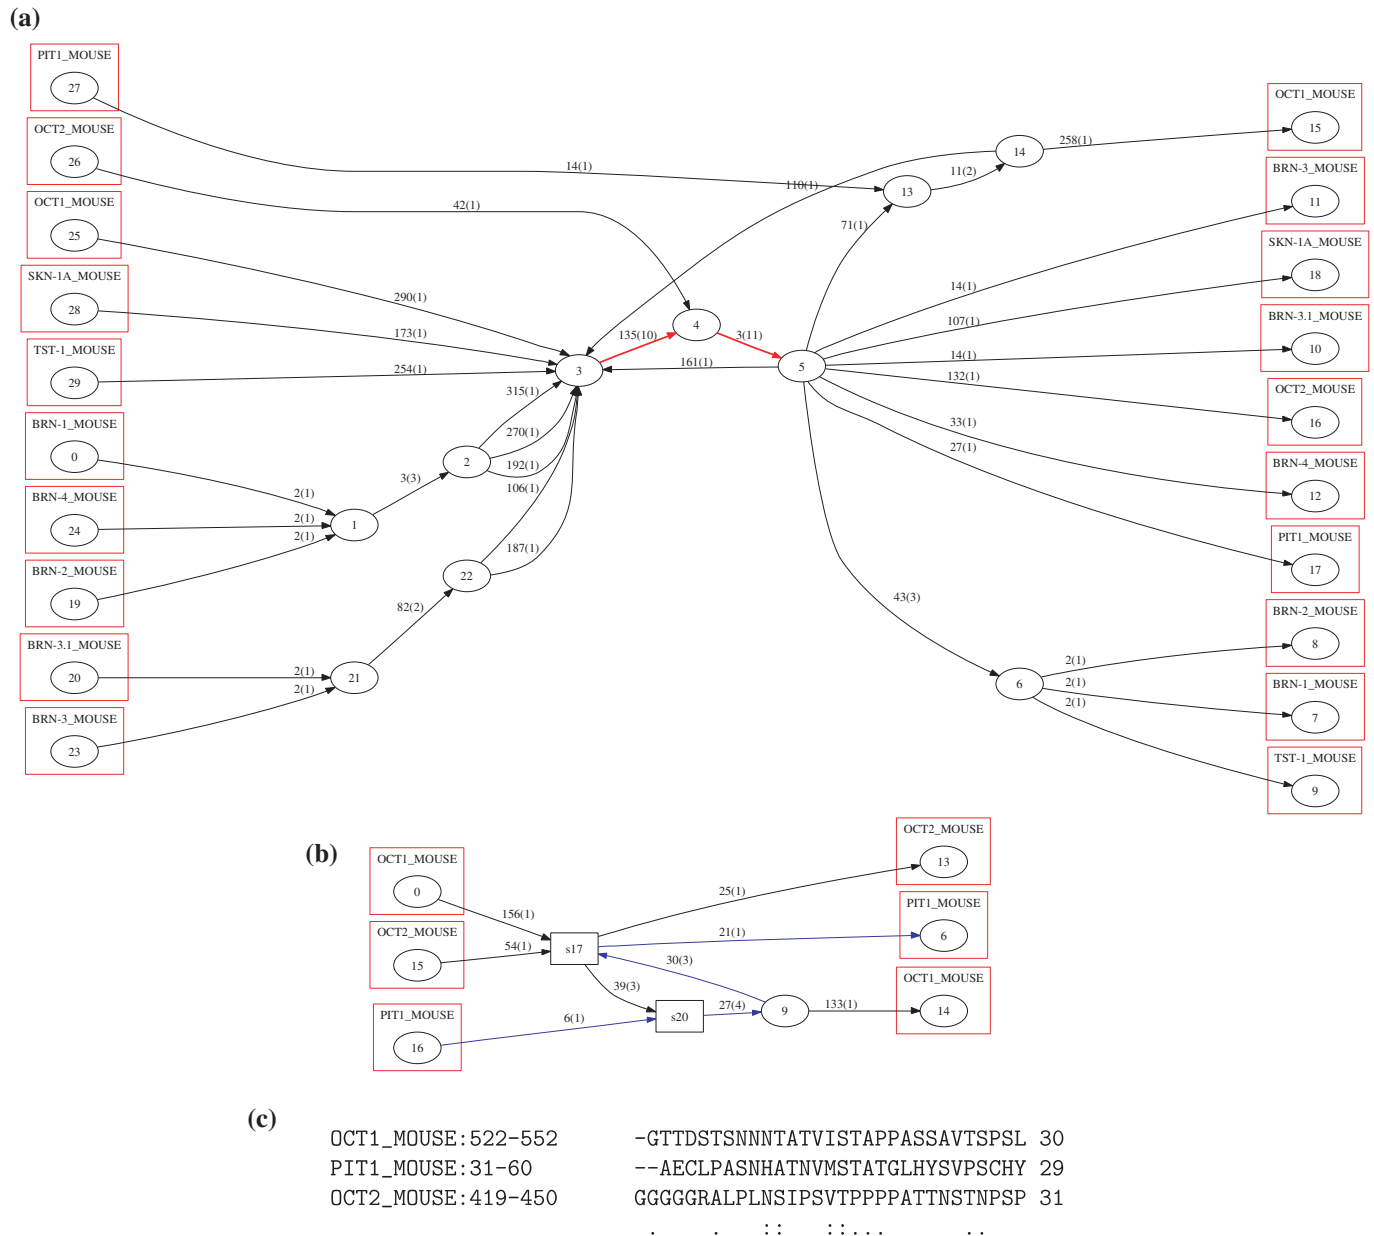 (a)
PIT1_MOUSE
27
OCT2_MOUSE
26
OCT1_MOUSE
25
SKN-1A_MOUSE
28
TST-1_MOUSE
29
BRN-1_MOUSE
0
BRN-4_MOUSE
24
BRN-2_MOUSE
19
BRN-3.1_MOUSE
20
BRN-3_MOUSE
23
14(1)
42(1)
290(1)
173(1)
254(1)
2(1)
2(1)
2(1)
2(1)
2(1)
1
21
3(3)
82(2)
2
22
315(1)
270(1)
192(1)
106(1)
187(1)
3
135(10)
4
3(11)
161(1)
5
110(1)
71(1)
13
11(2)
14
258(1)
14(1)
107(1)
14(1)
132(1)
33(1)
27(1)
43(3)
6
2(1)
2(1)
2(1)
OCT1_MOUSE
15
BRN-3_MOUSE
11
SKN-1A_MOUSE
18
BRN-3.1_MOUSE
10
OCT2_MOUSE
16
BRN-4_MOUSE
12
PIT1_MOUSE
17
BRN-2_MOUSE
8
BRN-1_MOUSE
7
TST-1_MOUSE
9
(b)
OCT1_MOUSE
0
OCT2_MOUSE
15
PIT1_MOUSE
16
156(1)
54(1)
6(1)
s17
39(3)
s20
25(1)
21(1)
30(3)
27(4)
9
133(1)
OCT2_MOUSE
13
PIT1_MOUSE
6
OCT1_MOUSE
14
(c)
OCT1_MOUSE:522-552 -GTTDSTSNNNTATVISTAPPASSAVTSPSL 30
PIT1_MOUSE:31-60 --AECLPASNHATNVMSTATGLHYSVPSCHY 29
OCT2_MOUSE:419-450 GGGGGRALPLNSIPSVTPPPPATTNSTNPSP 31
. . :: ::... ..